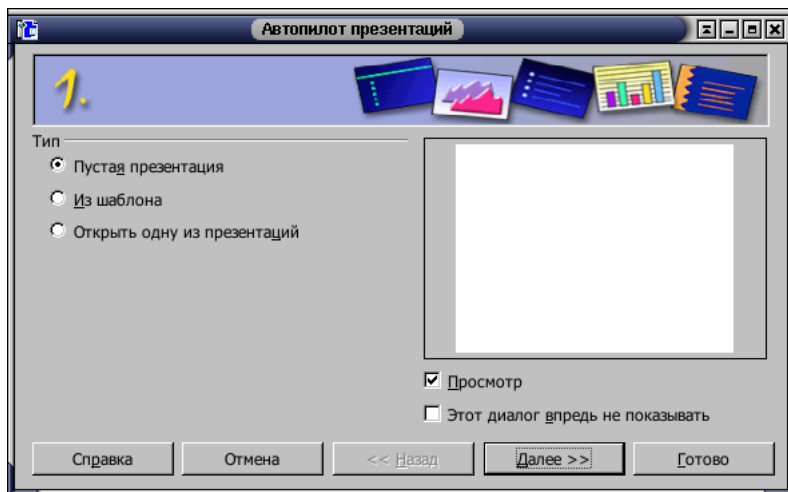 Автопилот презентаций
1.
Тип
Пустая презентация
Из шаблона
Открыть одну из презентаций
Просмотр
Этот диалог впредь не показывать
Справка Отмена << Назад Далее >> Готово